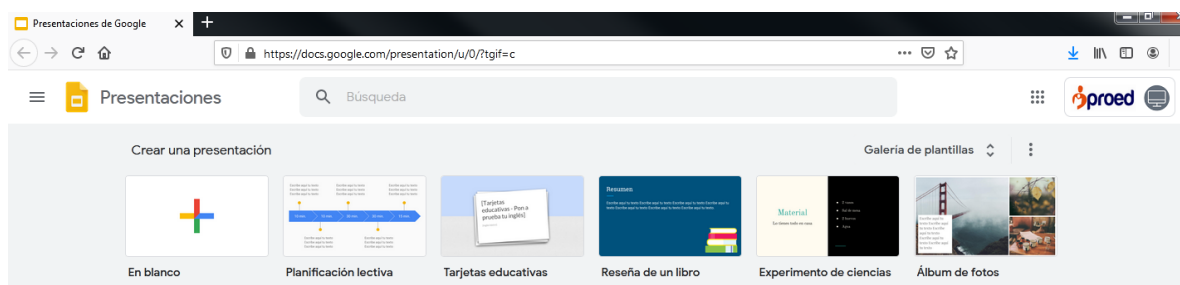 Presentaciones de Google
https://docs.google.com/presentation/u/0/?tgif=c
Presentaciones
Búsqueda
proed
Crear una presentación
Galería de plantillas
[Tarjetas
educativas - Pon a
prueba tu inglés]
Resumen
Material
En blanco
Planificación lectiva
Tarjetas educativas
Reseña de un libro
Experimento de ciencias
Álbum de fotos